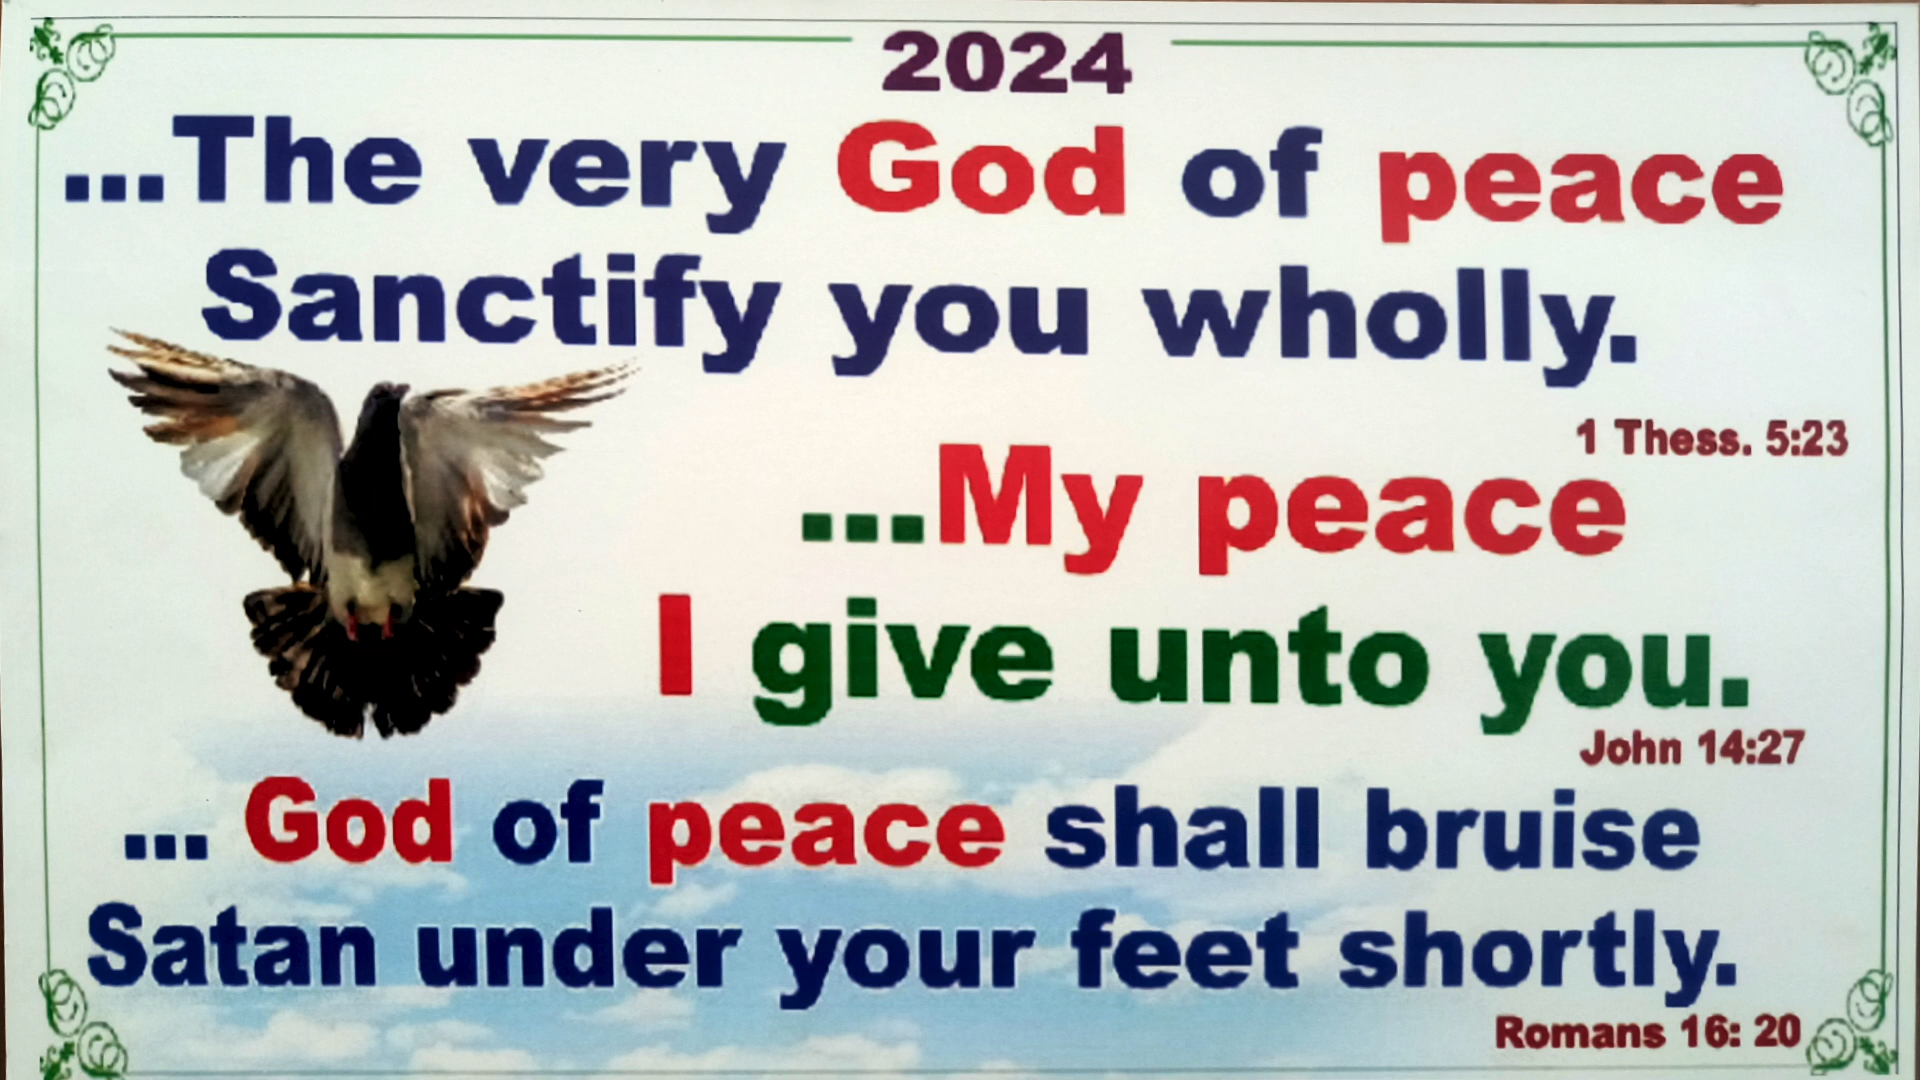 2024
...The very God of peace
Sanctify you wholly.
1 Thess. 5:23
...My peace
I give unto you.
John 14:27
... God of peace shall bruise
Satan under your feet shortly.
Romans 16: 20